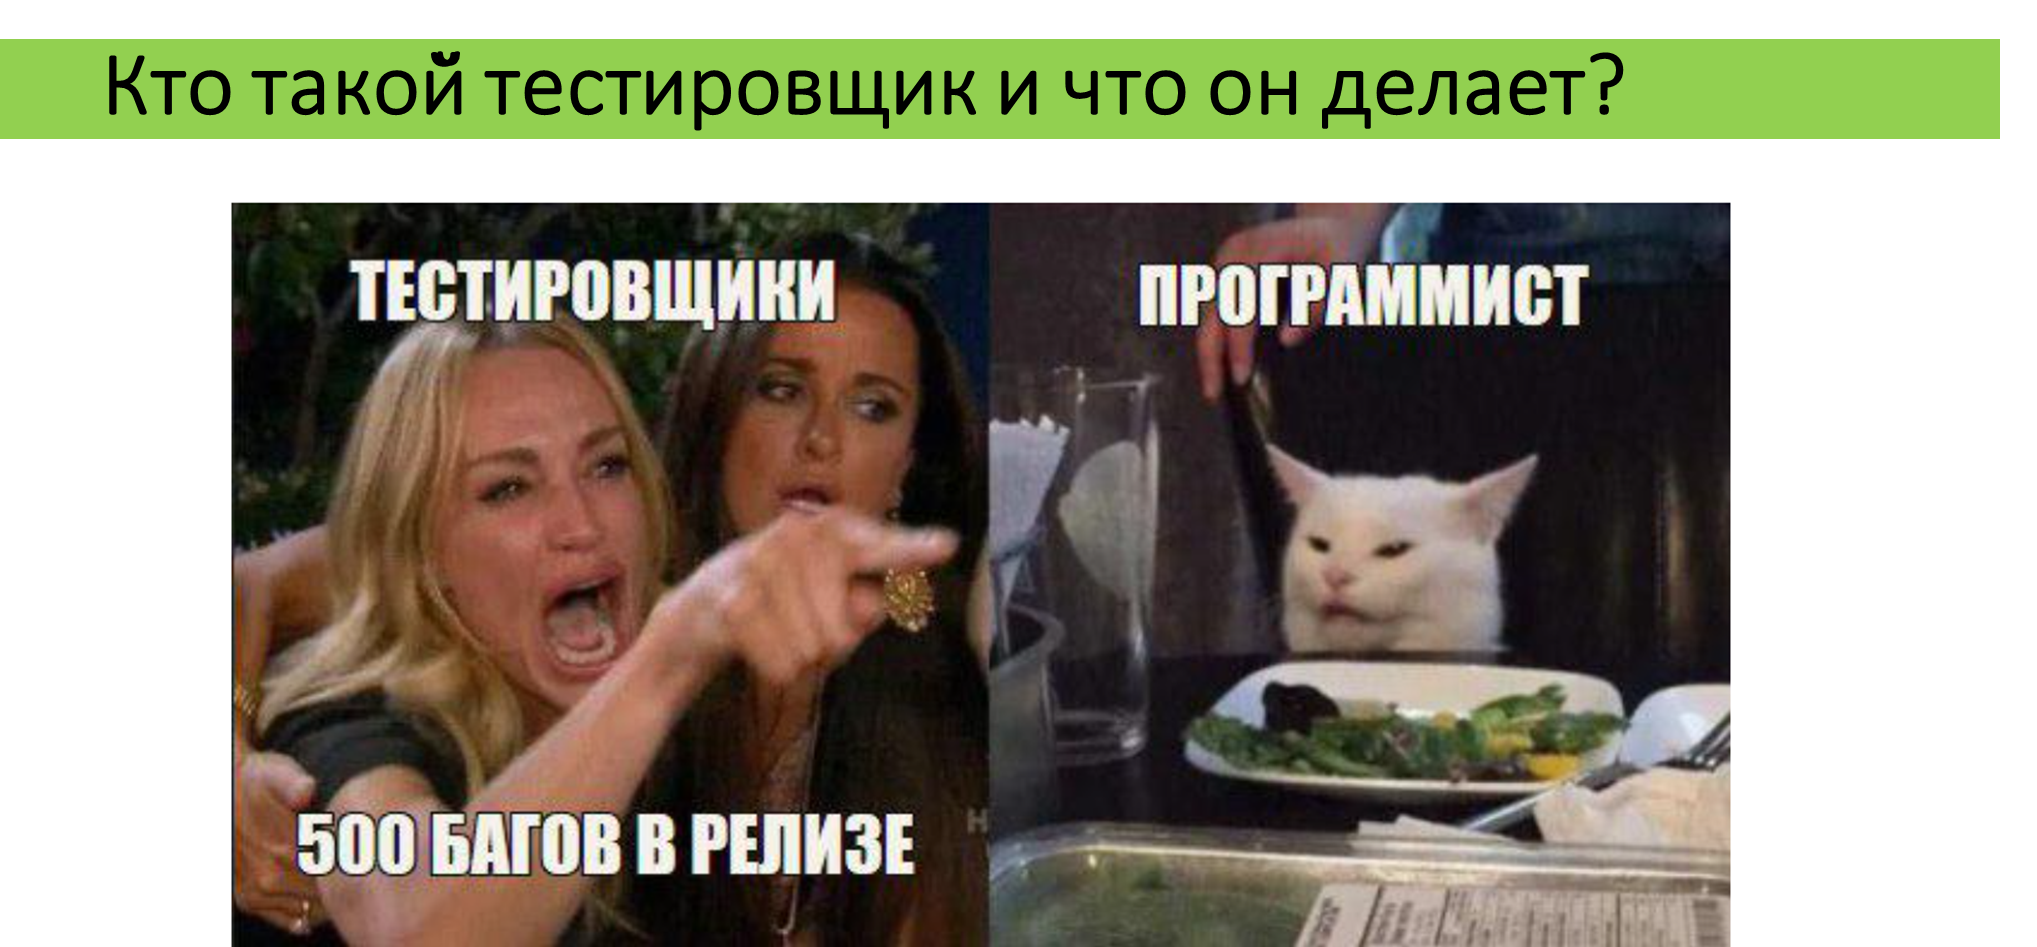 Кто такой тестировщик и что он делает?
ТЕСТИРОВЩИКИ
ПРОГРАММИСТ
500 БАГОВ В РЕЛИЗЕ